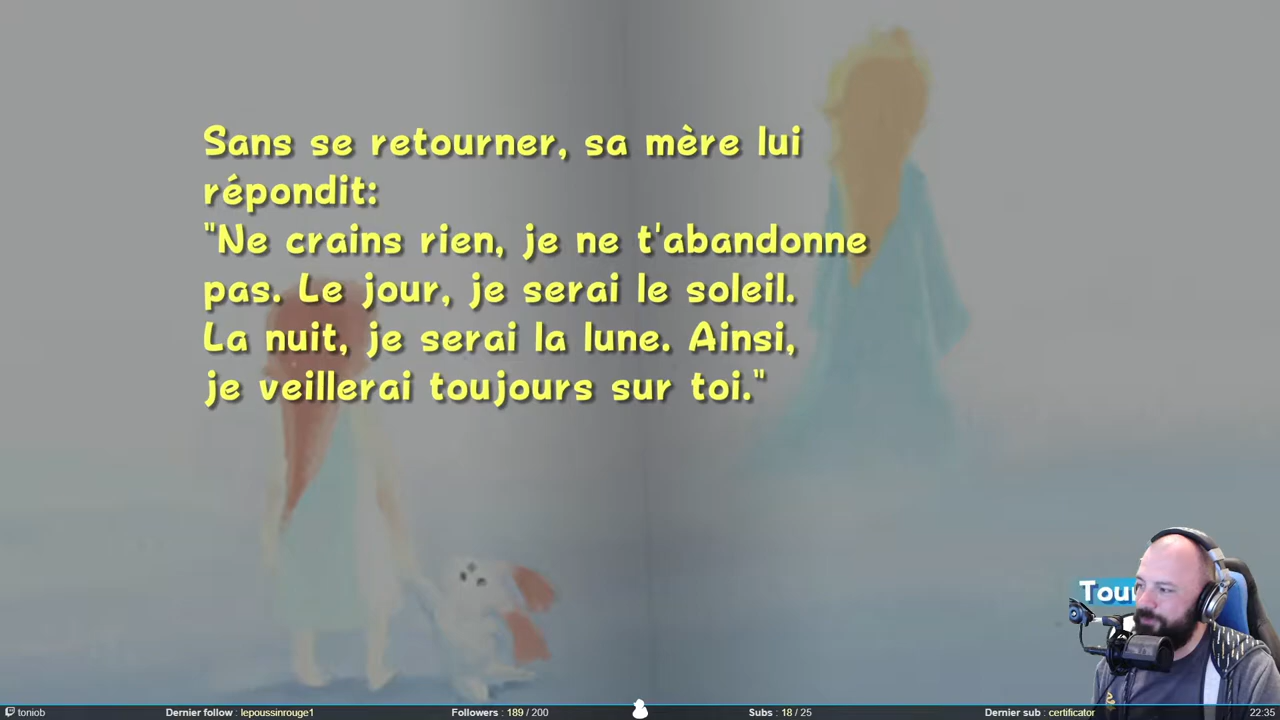 Sans se retourner, sa mère lui
répondit:
"Ne crains rien, je ne t'abandonne
pas. Le jour, je serai le soleil.
La nuit, je serai la lune. Ainsi,
je veillerai toujours sur toi."
toniob
Dernier follow : lepoussinrouge1
Followers : 189 / 200
Subs : 18 / 25
Dernier sub : certificator
22:35